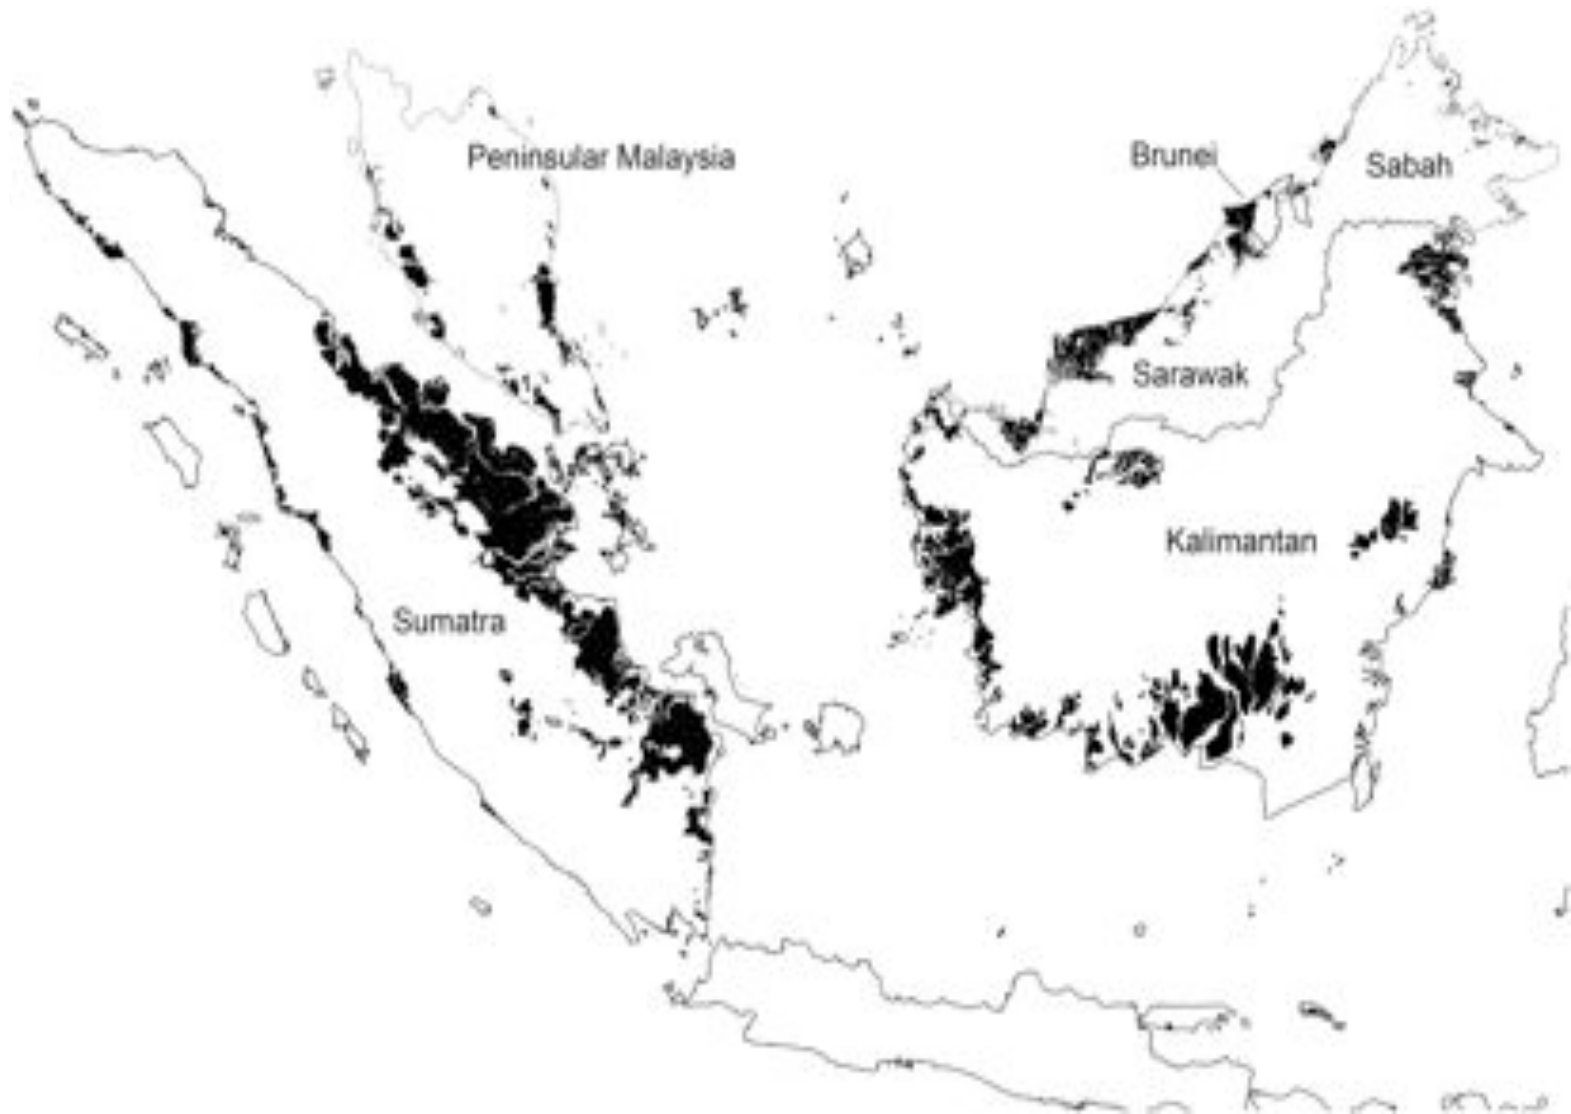 Peninsular Malaysia
Brunei
Sabah
Sarawak
Kalimantan
Sumatra